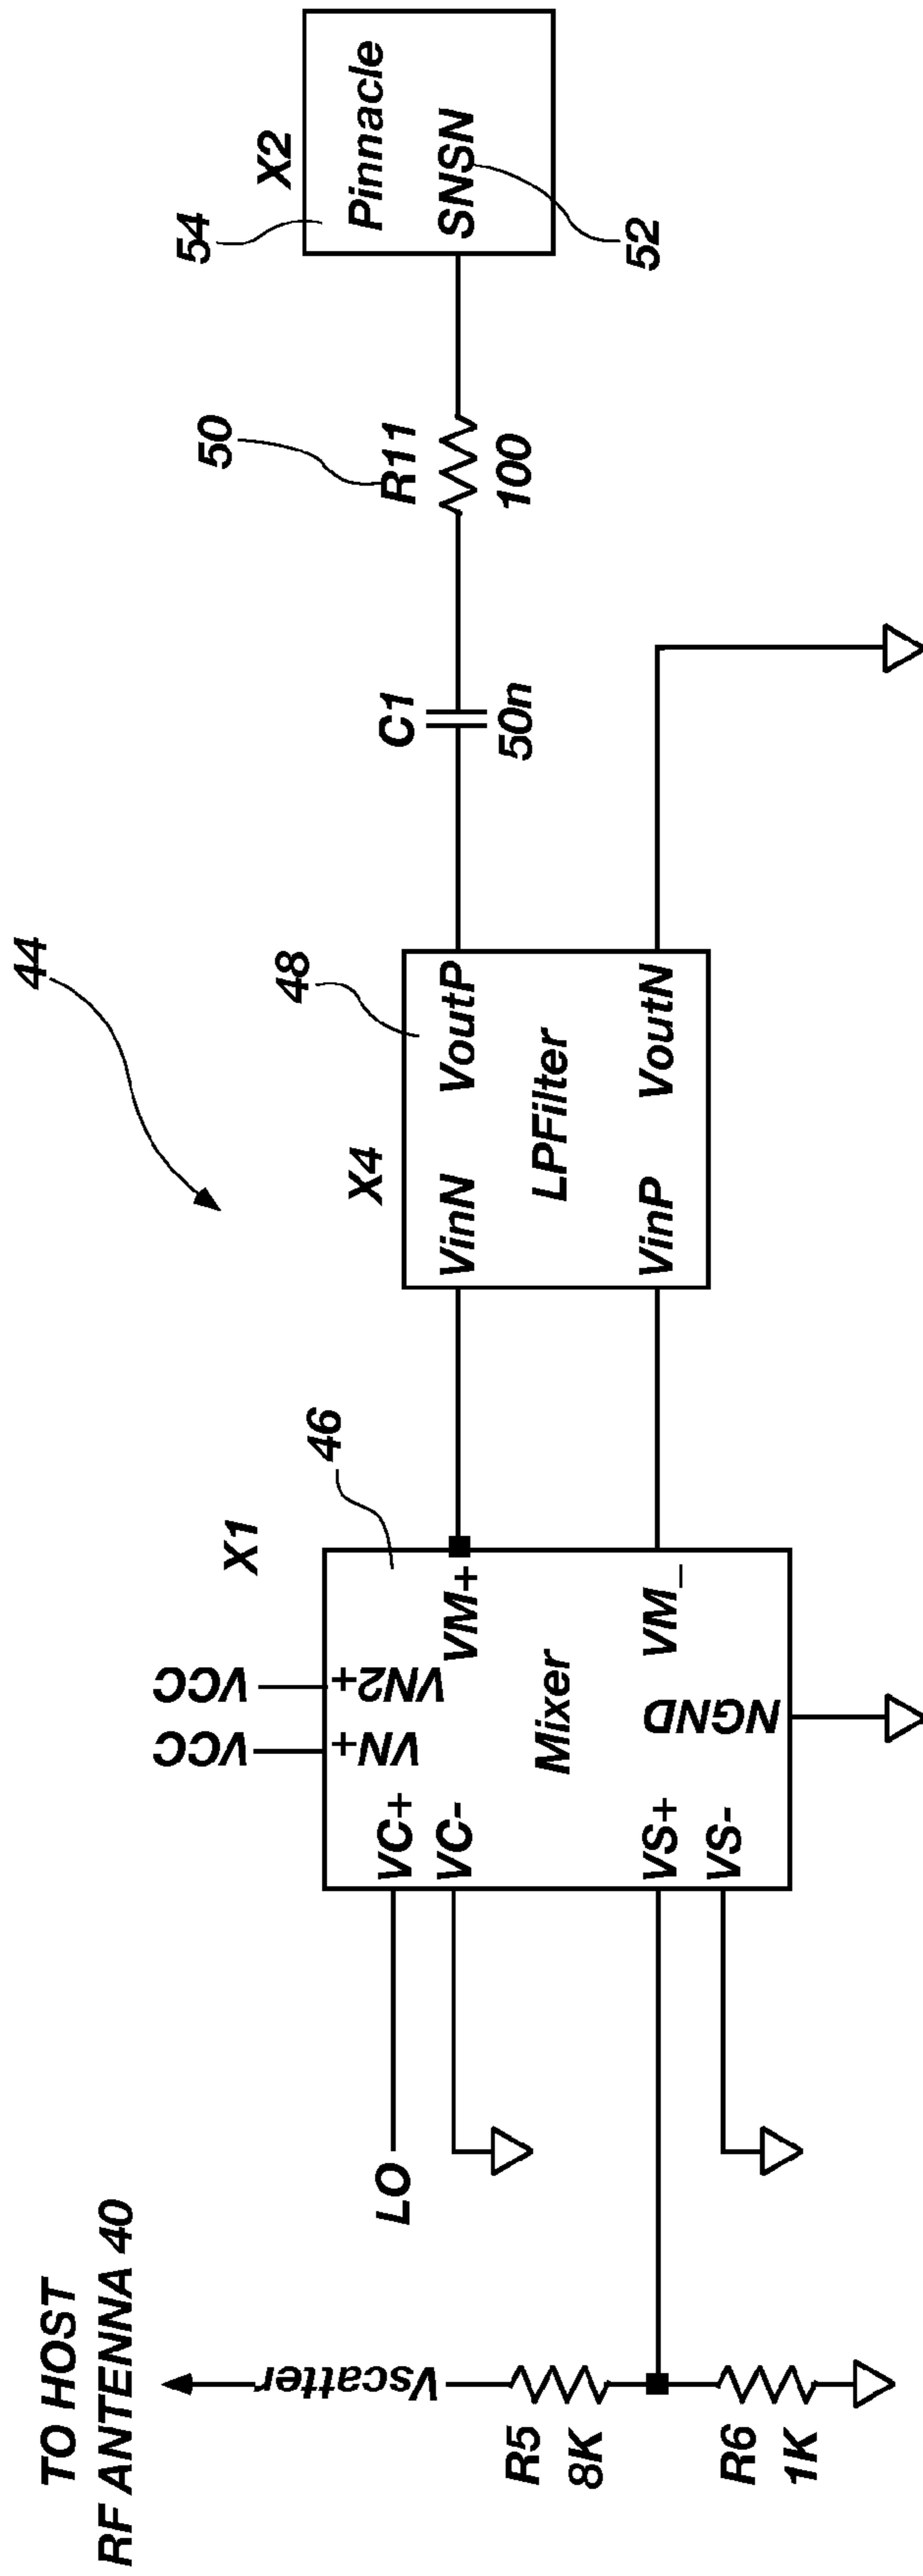 44
TO HOST
RF ANTENNA 40
Vscatter
R5
8K
R6
1K
LO
VCC
VCC
X1
46
VN+
VN2+
VC+
VC-
VM+
Mixer
VS+
VS-
NGND
VM_
X4
48
VinN
VoutP
LPFilter
VinP
VoutN
C1
50n
50
R11
100
54
X2
Pinnacle
SNSN
52